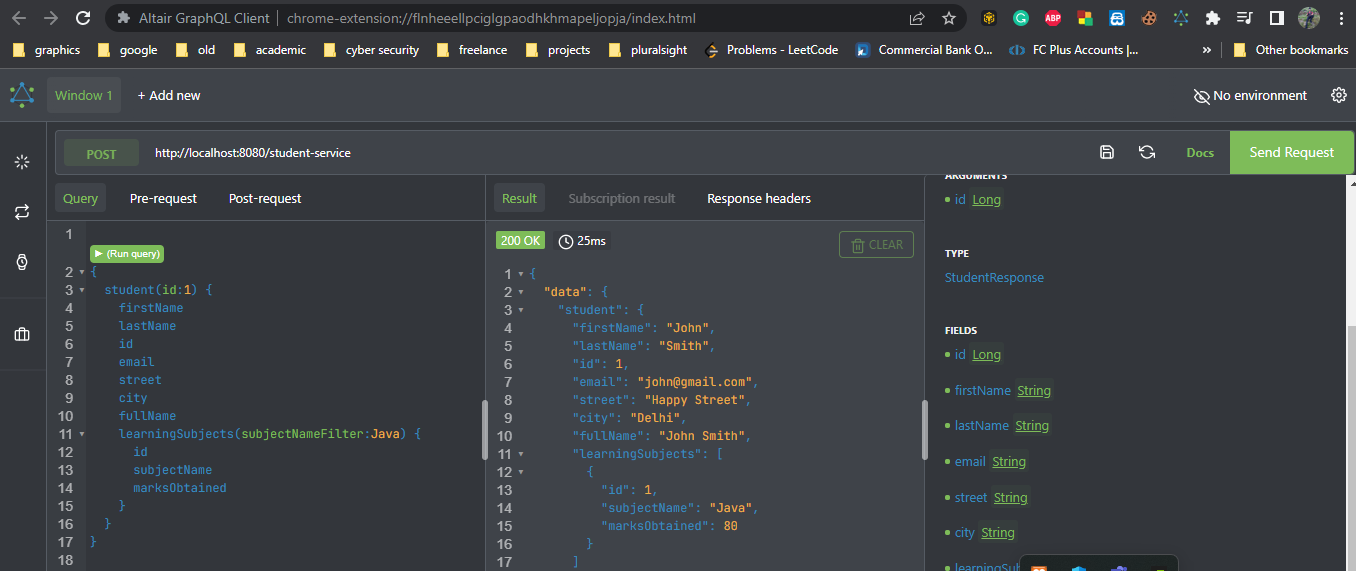 Altair GraphQL Client | chrome-extension://flnheeellpciglgpaodhkhmapeljopja/index.html
ABP
graphics google old academic cyber security freelance projects pluralsight Problems - LeetCode Commercial Bank O... FC Plus Accounts |... » Other bookmarks
Window 1 + Add new No environment
POST http://localhost:8080/student-service Docs Send Request
Query Pre-request Post-request
1
(Run query)
2 {
3 student(id:1) {
4 firstName
5 lastName
6 id
7 email
8 street
9 city
10 fullName
11 learningSubjects(subjectNameFilter:Java) {
12 id
13 subjectName
14 marksObtained
15 }
16 }
17 }
18
Result Subscription result Response headers
200 OK 25ms CLEAR
1 {
2 "data": {
3 "student": {
4 "firstName": "John",
5 "lastName": "Smith",
6 "id": 1,
7 "email": "john@gmail.com",
8 "street": "Happy Street",
9 "city": "Delhi",
10 "fullName": "John Smith",
11 "learningSubjects": [
12 {
13 "id": 1,
14 "subjectName": "Java",
15 "marksObtained": 80
16 }
17 ]
ARGUMENTS
id Long
TYPE
StudentResponse
FIELDS
id Long
firstName String
lastName String
email String
street String
city String